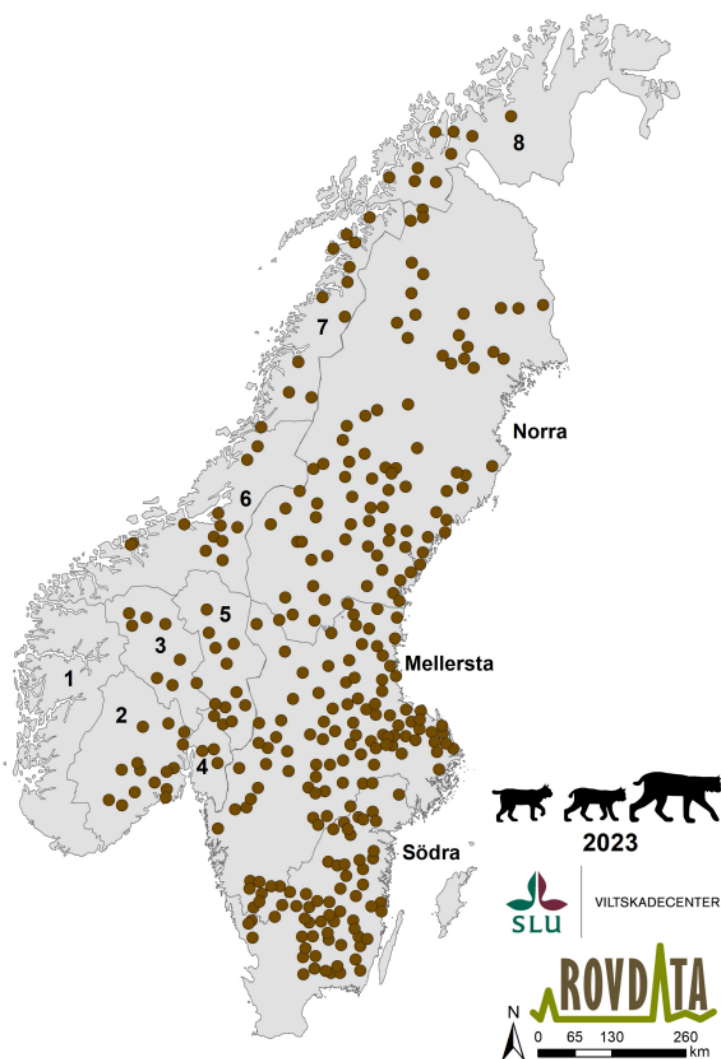 8
7
Norra
6
5
3
Mellersta
1
2
4
2023
Södra
SLU
VILTSKADECENTER
ROVDATA
N
0 65 130 260
km